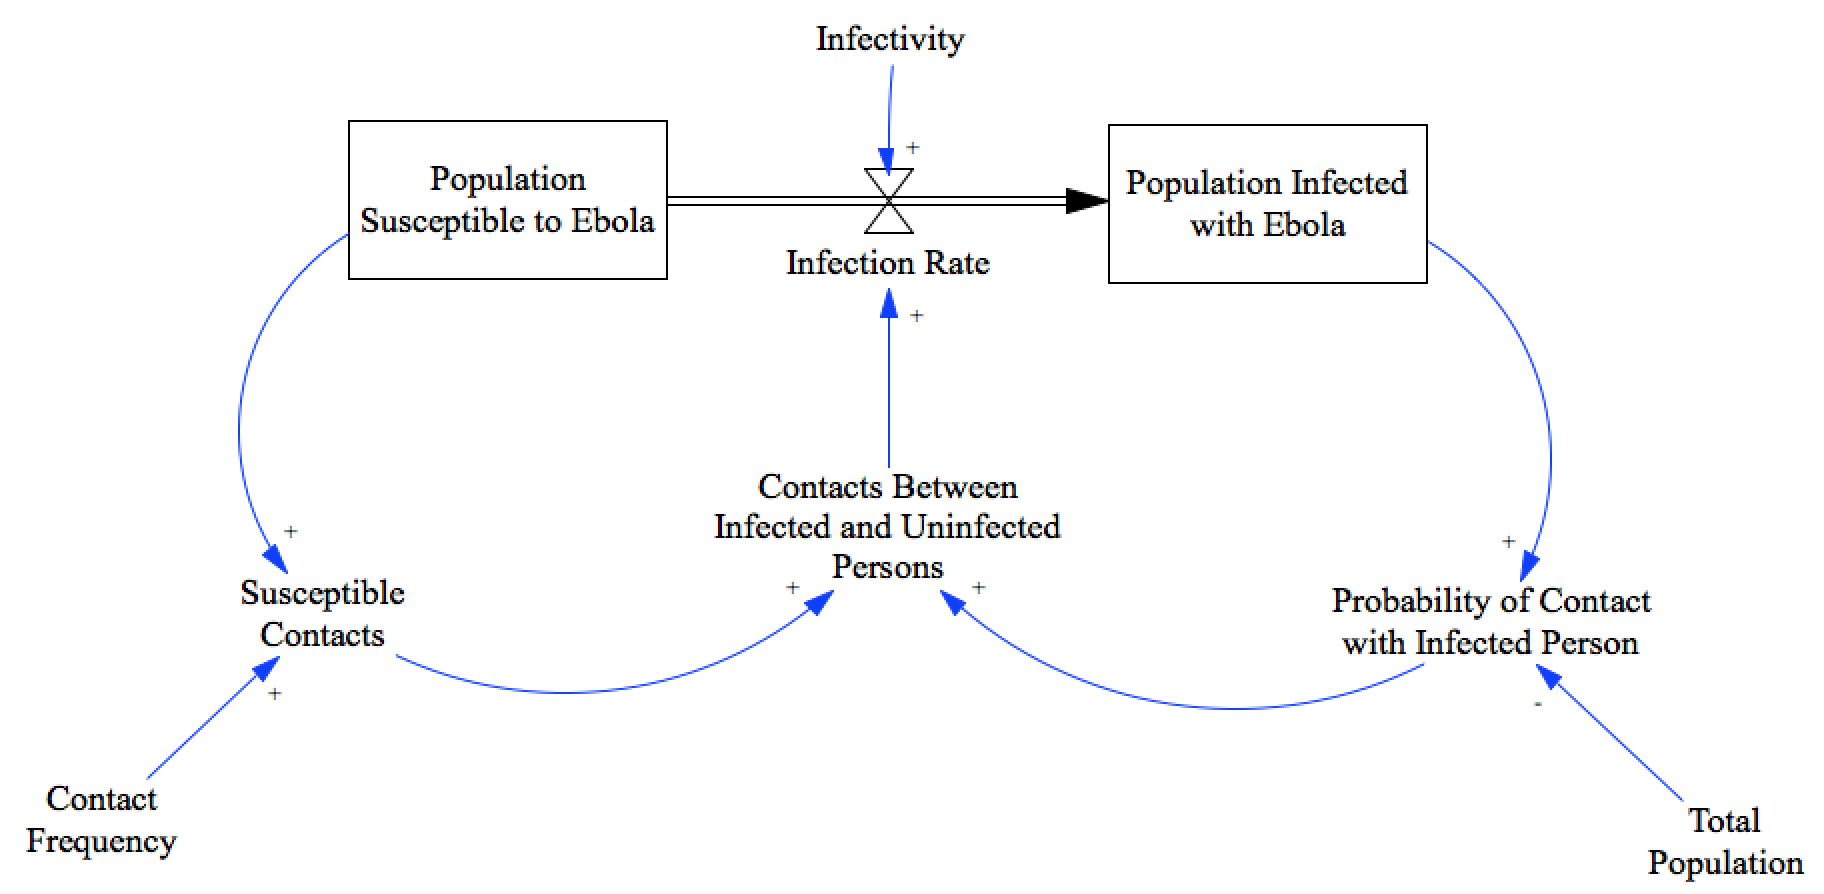 Infectivity
+
Population
Susceptible to Ebola
Population Infected
with Ebola
Infection Rate
+
Contacts Between
Infected and Uninfected
Persons
+
+
+
+
Susceptible
Contacts
Probability of Contact
with Infected Person
+
-
Contact
Frequency
Total
Population